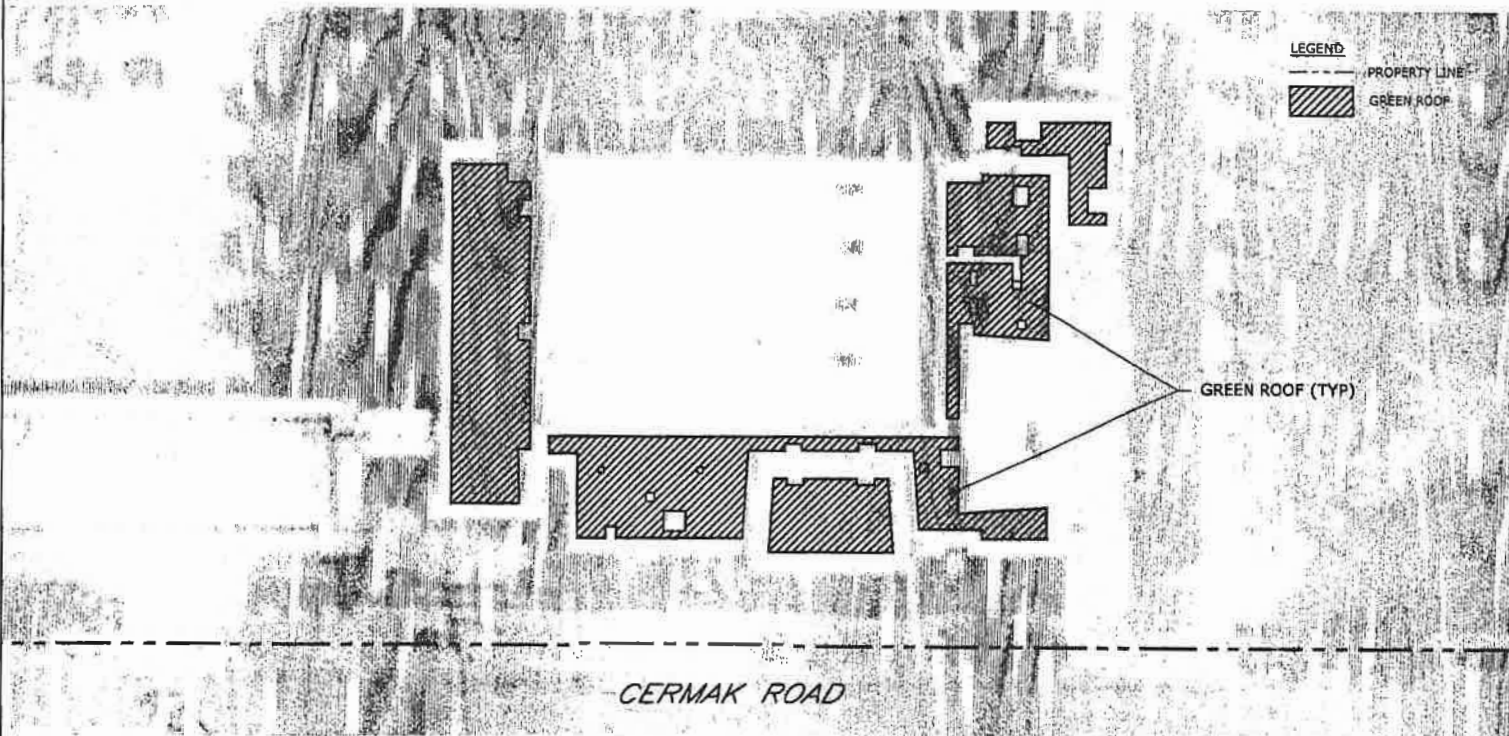 LEGEND
PROPERTY LINE
GREEN ROOF
GREEN ROOF (TYP)
CERMAK ROAD